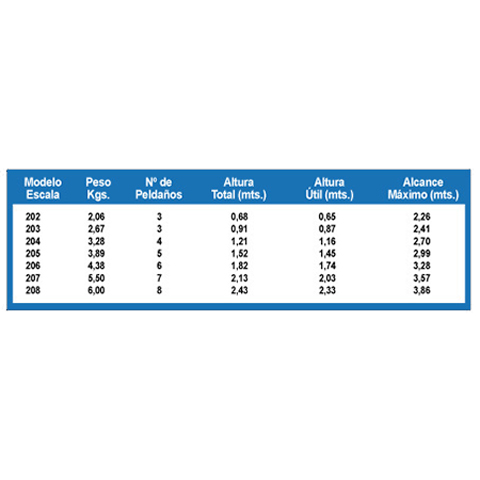 Modelo Escala Peso Kgs. Nº de Peldaños Altura Total (mts.) Altura Útil (mts.) Alcance Máximo (mts.)
202 2,06 3 0,68 0,65 2,26
203 2,67 3 0,91 0,87 2,41
204 3,28 4 1,21 1,16 2,70
205 3,89 5 1,52 1,45 2,99
206 4,38 6 1,82 1,74 3,28
207 5,50 7 2,13 2,03 3,57
208 6,00 8 2,43 2,33 3,86